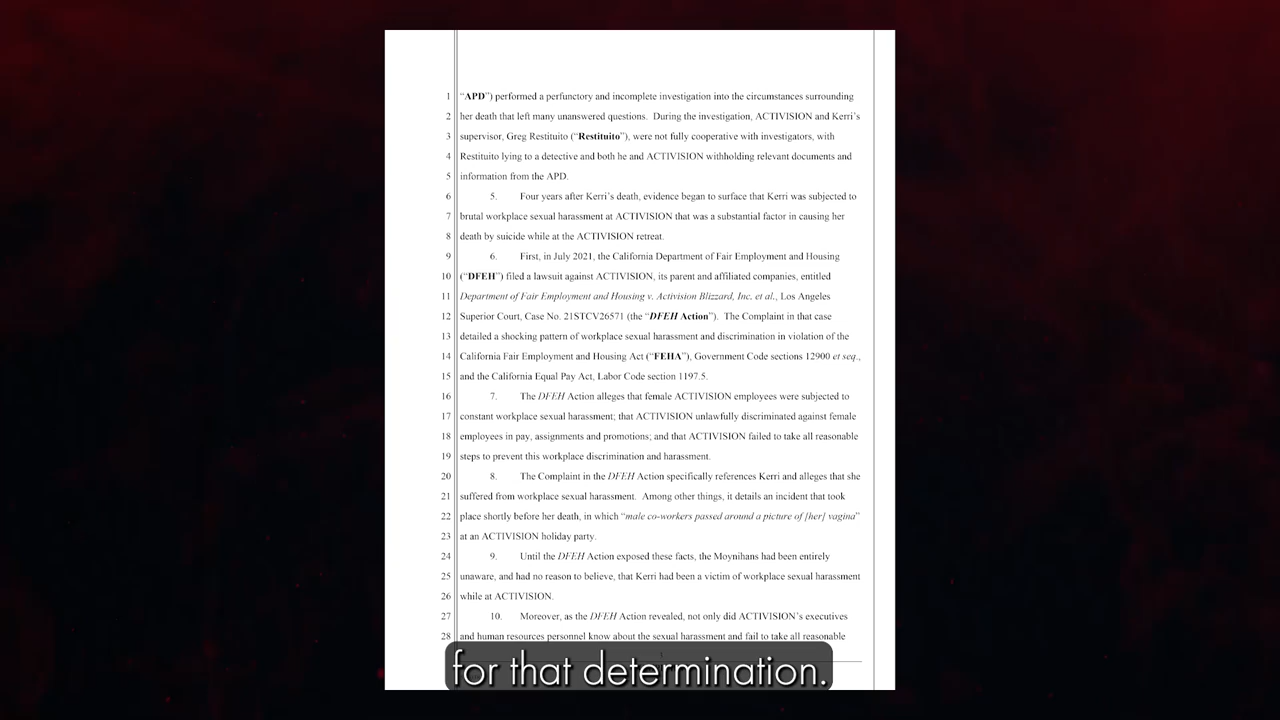 1 “APD”) performed a perfunctory and incomplete investigation into the circumstances surrounding
2 her death that left many unanswered questions. During the investigation, ACTIVISION and Kerri’s
3 supervisor, Greg Restituito (“Restituito”), were not fully cooperative with investigators, with
4 Restituito lying to a detective and both he and ACTIVISION withholding relevant documents and
5 information from the APD.
6 5. Four years after Kerri’s death, evidence began to surface that Kerri was subjected to
7 brutal workplace sexual harassment at ACTIVISION that was a substantial factor in causing her
8 death by suicide while at the ACTIVISION retreat.
9 6. First, in July 2021, the California Department of Fair Employment and Housing
10 (“DFEH”) filed a lawsuit against ACTIVISION, its parent and affiliated companies, entitled
11 Department of Fair Employment and Housing v. Activision Blizzard, Inc. et al., Los Angeles
12 Superior Court, Case No. 21STCV26571 (the “DFEH Action”). The Complaint in that case
13 detailed a shocking pattern of workplace sexual harassment and discrimination in violation of the
14 California Fair Employment and Housing Act (“FEHA”), Government Code sections 12900 et seq.,
15 and the California Equal Pay Act, Labor Code section 1197.5.
16 7. The DFEH Action alleges that female ACTIVISION employees were subjected to
17 constant workplace sexual harassment; that ACTIVISION unlawfully discriminated against female
18 employees in pay, assignments and promotions; and that ACTIVISION failed to take all reasonable
19 steps to prevent this workplace discrimination and harassment.
20 8. The Complaint in the DFEH Action specifically references Kerri and alleges that she
21 suffered from workplace sexual harassment. Among other things, it details an incident that took
22 place shortly before her death, in which “male co-workers passed around a picture of [her] vagina”
23 at an ACTIVISION holiday party.
24 9. Until the DFEH Action exposed these facts, the Moynihans had been entirely
25 unaware, and had no reason to believe, that Kerri had been a victim of workplace sexual harassment
26 while at ACTIVISION.
27 10. Moreover, as the DFEH Action revealed, not only did ACTIVISION’s executives
28 and human resources personnel know about the sexual harassment and fail to take all reasonable
for that determination.